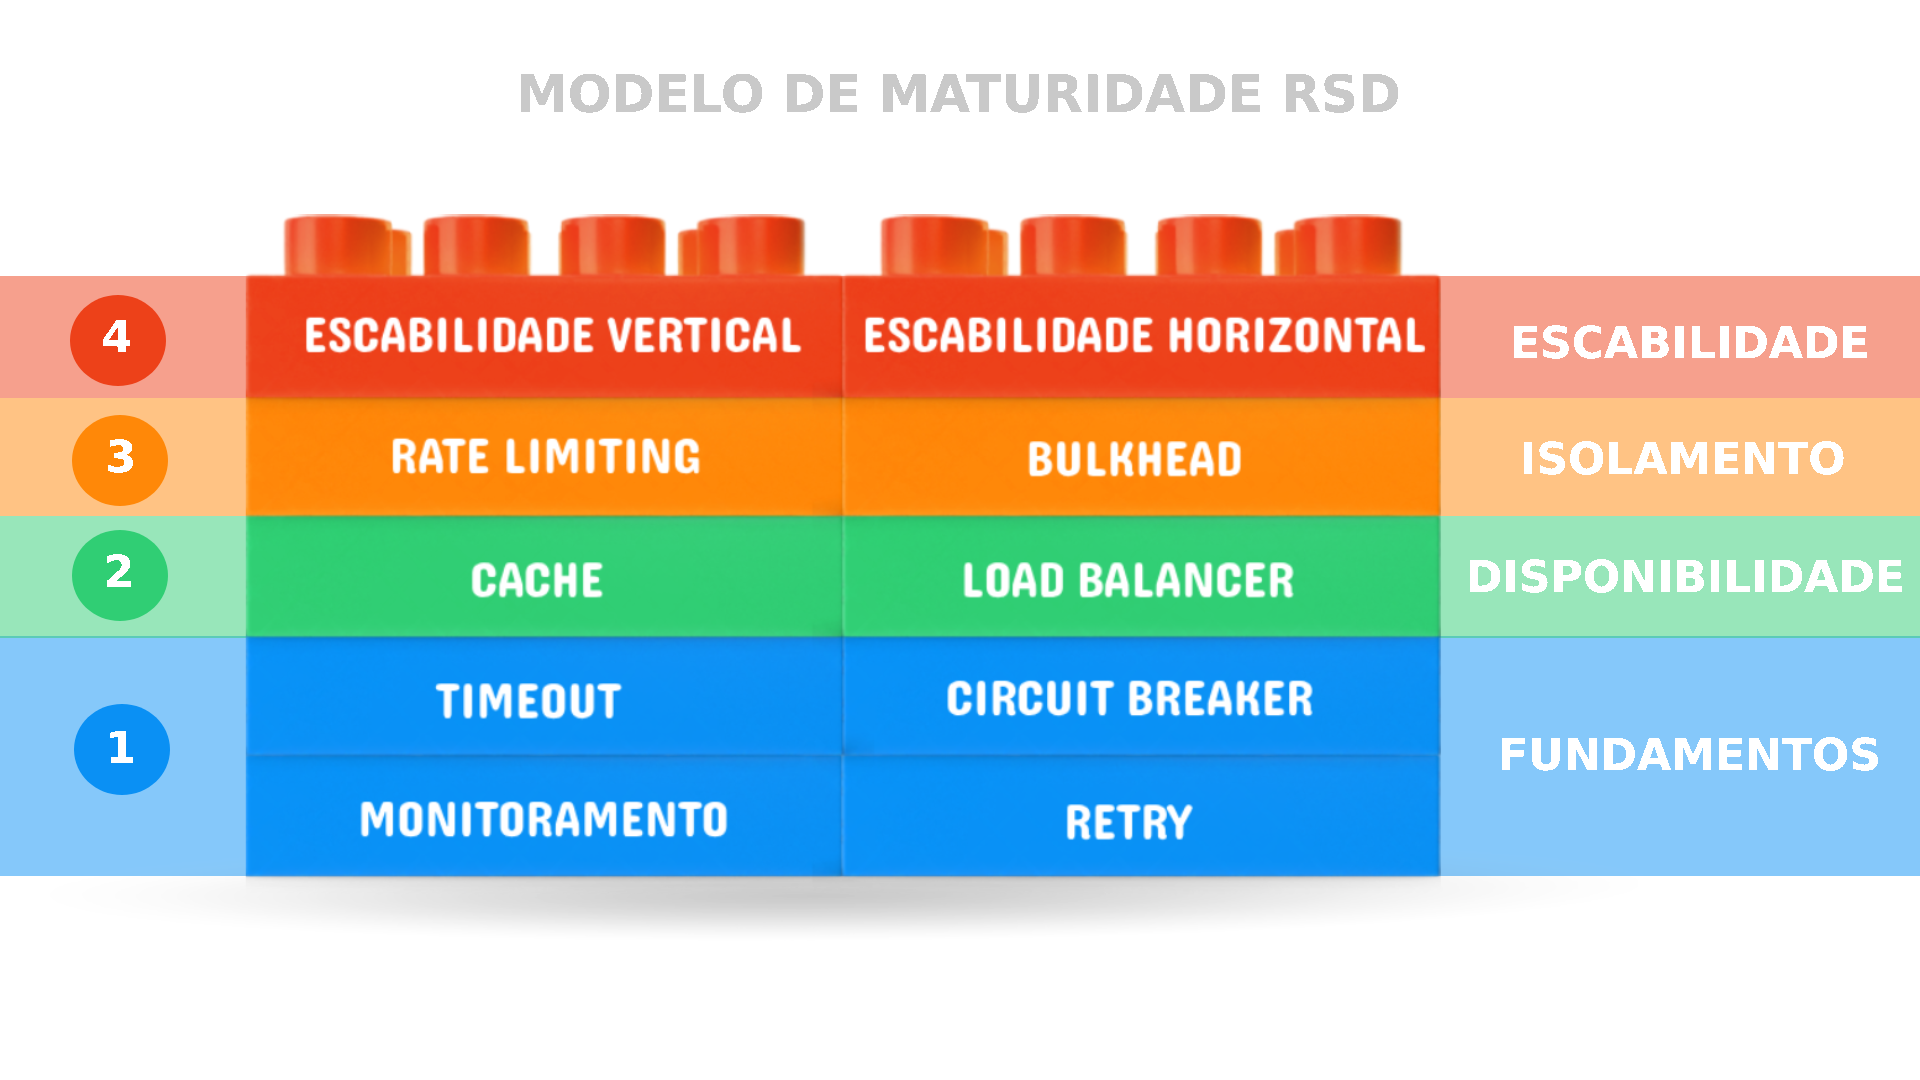 MODELO DE MATURIDADE RSD
4
ESCABILIDADE VERTICAL
ESCABILIDADE HORIZONTAL
ESCABILIDADE
3
RATE LIMITING
BULKHEAD
ISOLAMENTO
2
CACHE
LOAD BALANCER
DISPONIBILIDADE
1
TIMEOUT
CIRCUIT BREAKER
FUNDAMENTOS
MONITORAMENTO
RETRY